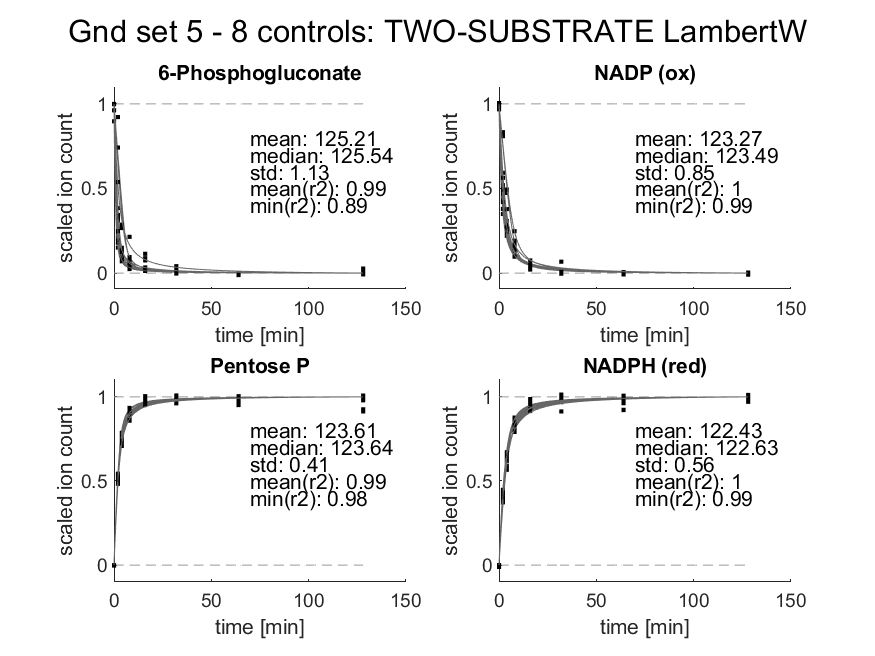 Gnd set 5 - 8 controls: TWO-SUBSTRATE LambertW
6-Phosphogluconate
scaled ion count
1
0.5
0
mean: 125.21
median: 125.54
std: 1.13
mean(r2): 0.99
min(r2): 0.89
0 50 100 150
time [min]
NADP (ox)
scaled ion count
1
0.5
0
mean: 123.27
median: 123.49
std: 0.85
mean(r2): 1
min(r2): 0.99
0 50 100 150
time [min]
Pentose P
scaled ion count
1
0.5
0
mean: 123.61
median: 123.64
std: 0.41
mean(r2): 0.99
min(r2): 0.98
0 50 100 150
time [min]
NADPH (red)
scaled ion count
1
0.5
0
mean: 122.43
median: 122.63
std: 0.56
mean(r2): 1
min(r2): 0.99
0 50 100 150
time [min]